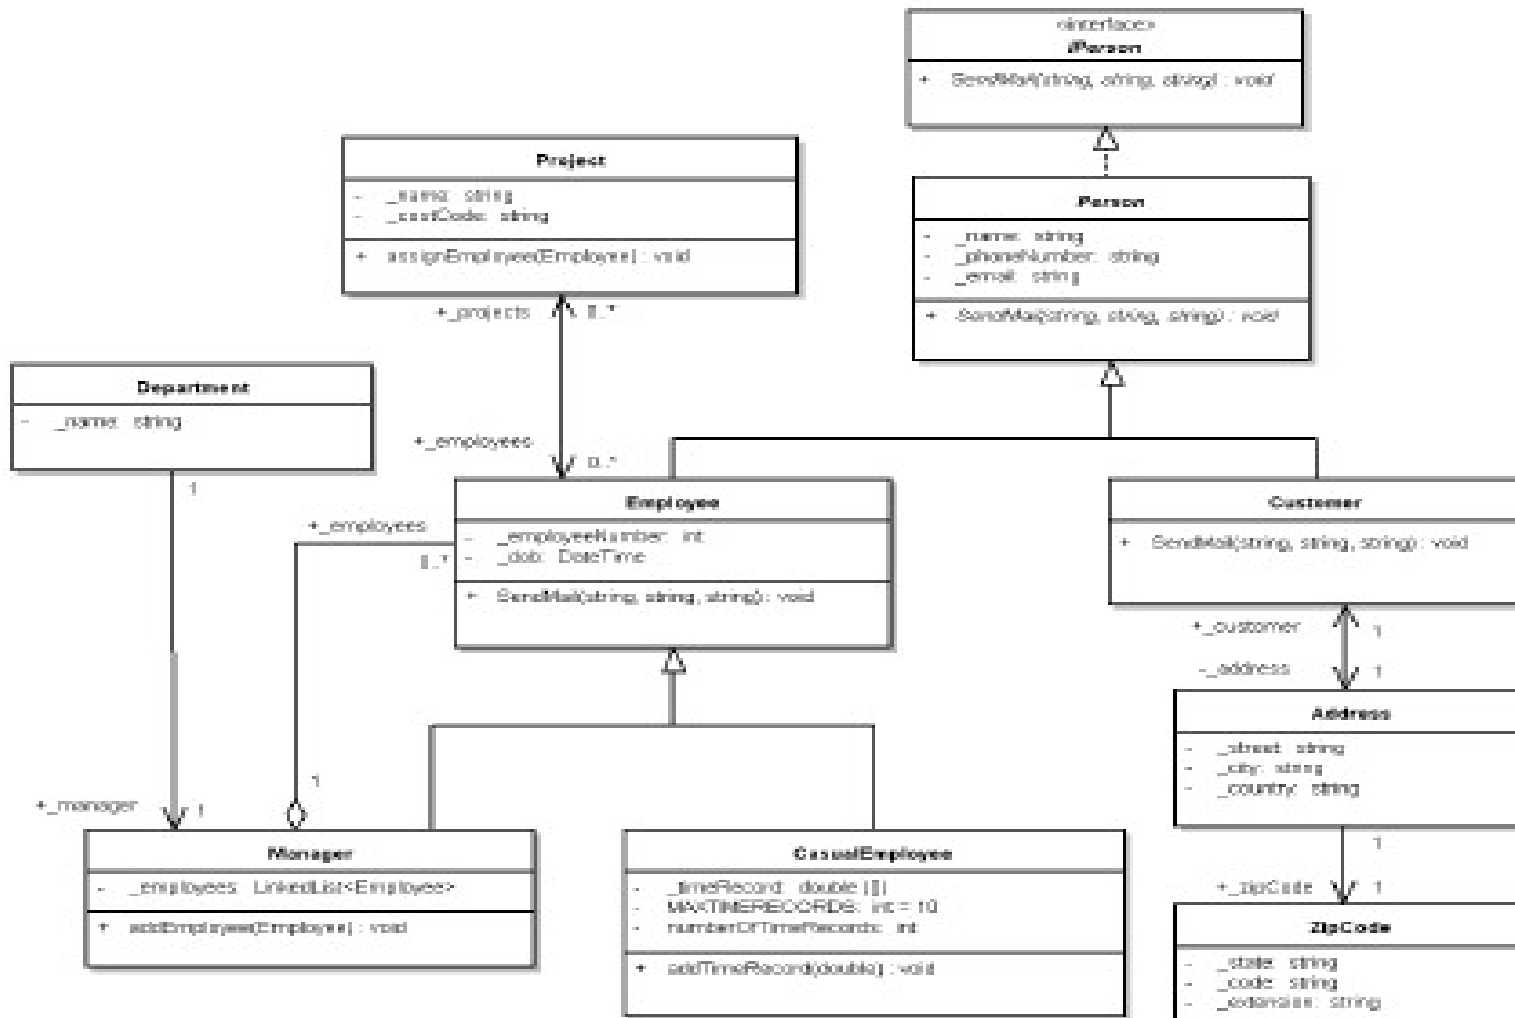 «interface»
IPerson
+ SendMail(string, string, string) : void
Project
- _name: string
- _costCode: string
+ assignEmployee(Employee) : void
Person
- _name: string
- _phoneNumber: string
- _email: string
+ SendMail(string, string, string) : void
+_projects 0..*
Department
- _name: string
1
+_employees
0..*
Employee
- _employeeNumber: int
- _dob: DateTime
+ SendMail(string, string, string) : void
+_employees
0..*
Customer
+ SendMail(string, string, string) : void
+_customer 1
-_address 1
Address
- _street: string
- _city: string
- _country: string
1
+_zipCode 1
ZipCode
- _state: string
- _code: string
- _extension: string
1
+_manager 1
Manager
- _employees: LinkedList<Employee>
+ addEmployee(Employee) : void
CasualEmployee
- _timeRecord: double ([])
- MAXTIMERECORDS: int = 10
- numberOfTimeRecords: int
+ addTimeRecord(double) : void